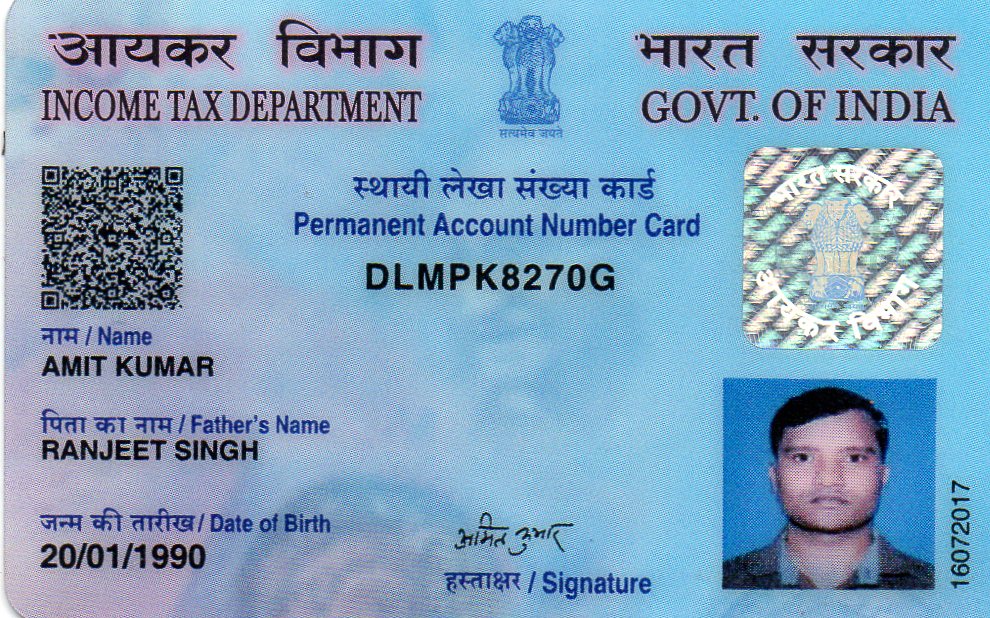 आयकर विभाग
INCOME TAX DEPARTMENT
सत्यमेव जयते
भारत सरकार
GOVT. OF INDIA
स्थायी लेखा संख्या कार्ड
Permanent Account Number Card
DLMPK8270G
भारत सरकार
आयकर विभाग
नाम / Name
AMIT KUMAR
पिता का नाम / Father's Name
RANJEET SINGH
जन्म की तारीख / Date of Birth
20/01/1990
अमित कुमार
हस्ताक्षर / Signature
16072017